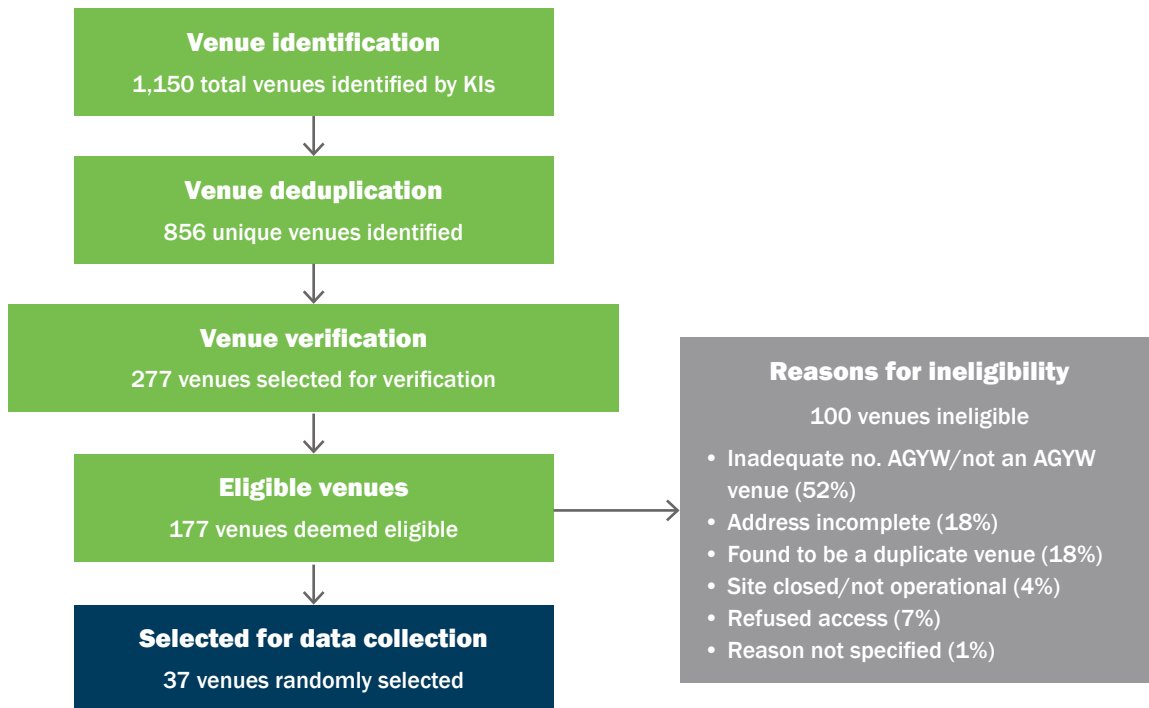 Venue identification
1,150 total venues identified by KIs
Venue deduplication
856 unique venues identified
Venue verification
277 venues selected for verification
Eligible venues
177 venues deemed eligible
Selected for data collection
37 venues randomly selected
Reasons for ineligibility
100 venues ineligible
• Inadequate no. AGYW/not an AGYW
venue (52%)
• Address incomplete (18%)
• Found to be a duplicate venue (18%)
• Site closed/not operational (4%)
• Refused access (7%)
• Reason not specified (1%)